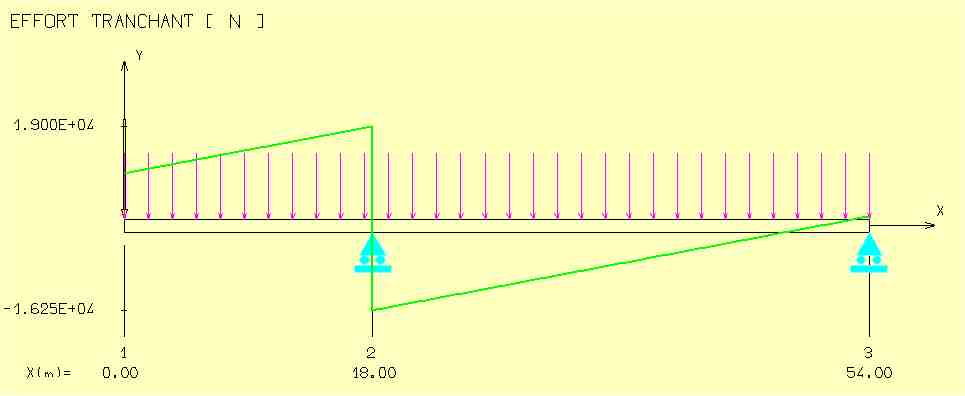 EFFORT TRANCHANT [ N ]
Y
1.900E+04
X
-1.625E+04
1 2 3
X(m)= 0.00 18.00 54.00